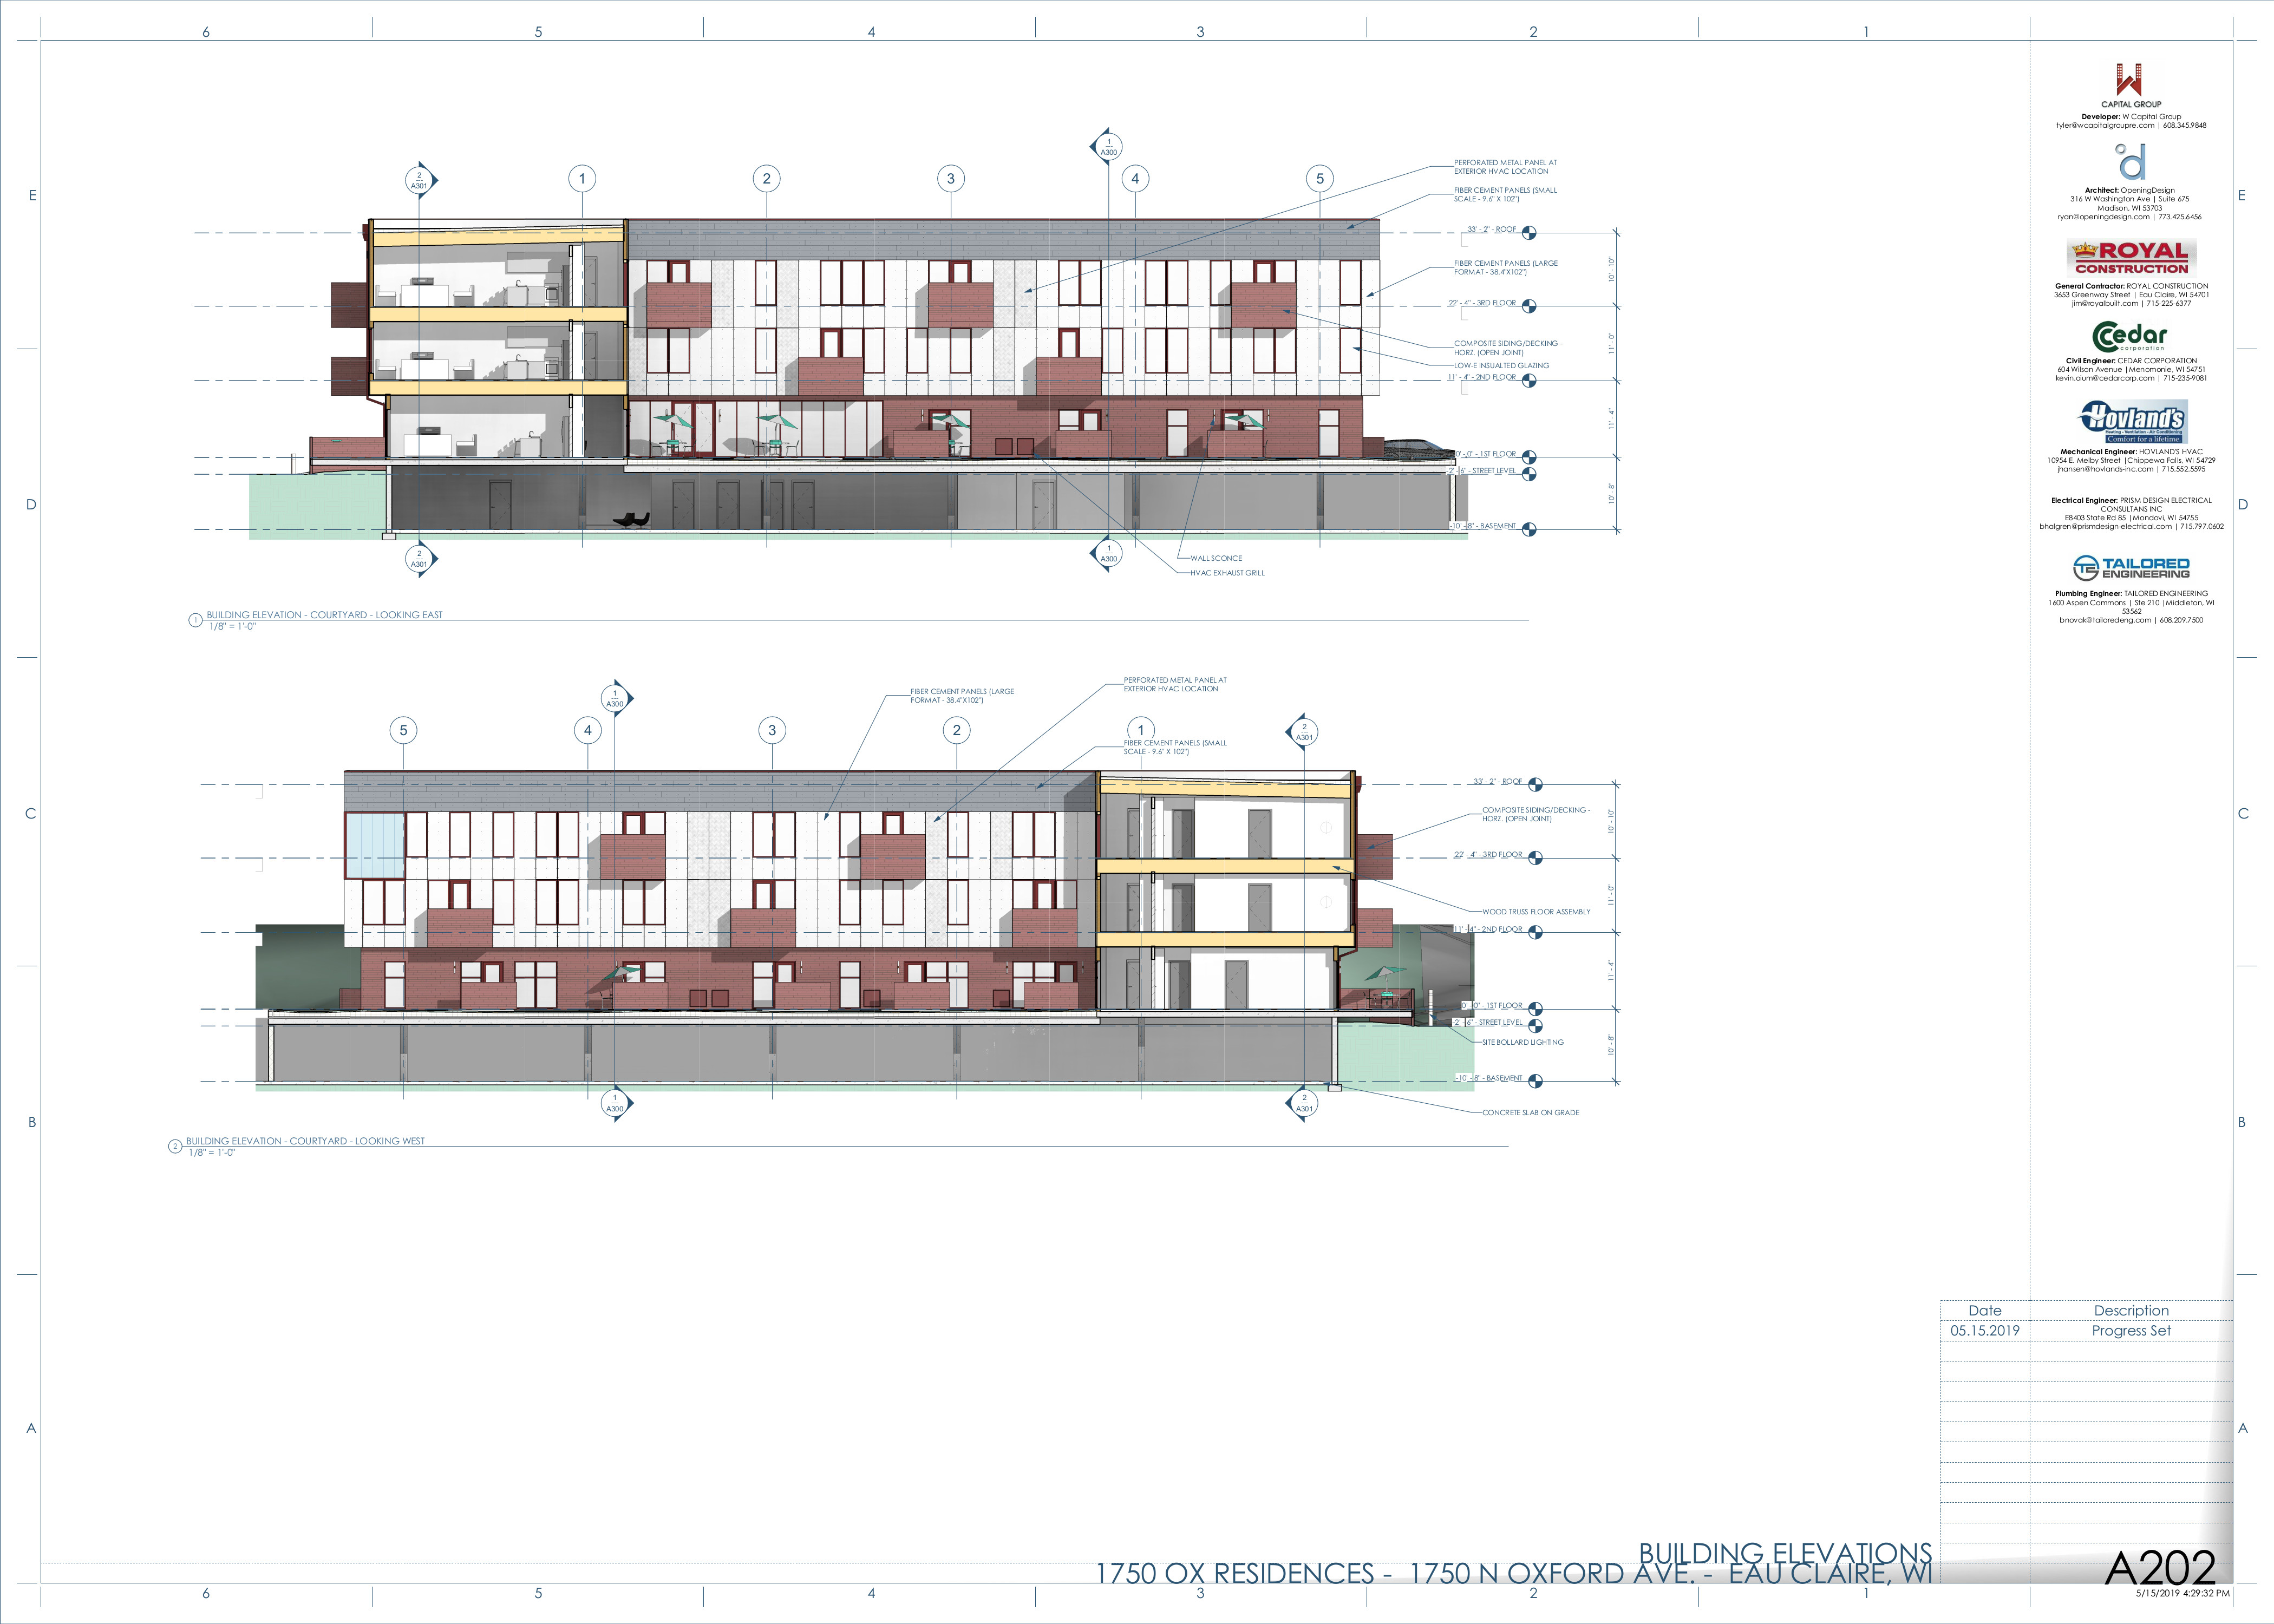 6 5 4 3 2 1
E
D
C
B
A
E
D
C
B
A
1
A300
2
A301
1 2 3 4 5
PERFORATED METAL PANEL AT
EXTERIOR HVAC LOCATION
FIBER CEMENT PANELS (SMALL
SCALE - 9.6" X 102")
33' - 2" - ROOF
FIBER CEMENT PANELS (LARGE
FORMAT - 38.4"X102")
22' - 4" - 3RD FLOOR
COMPOSITE SIDING/DECKING -
HORZ. (OPEN JOINT)
LOW-E INSUALTED GLAZING
11' - 4" - 2ND FLOOR
0' - 0" - 1ST FLOOR
-2' - 6" - STREET LEVEL
-10' - 8" - BASEMENT
10' - 10"
11' - 0"
11' - 4"
10' - 8"
2
A301
1
A300
WALL SCONCE
HVAC EXHAUST GRILL
1 BUILDING ELEVATION - COURTYARD - LOOKING EAST
1/8" = 1'-0"
1
A300
FIBER CEMENT PANELS (LARGE
FORMAT - 38.4"X102")
PERFORATED METAL PANEL AT
EXTERIOR HVAC LOCATION
5 4 3 2 1
2
A301
FIBER CEMENT PANELS (SMALL
SCALE - 9.6" X 102")
33' - 2" - ROOF
COMPOSITE SIDING/DECKING -
HORZ. (OPEN JOINT)
22' - 4" - 3RD FLOOR
WOOD TRUSS FLOOR ASSEMBLY
11' - 4" - 2ND FLOOR
0' - 0" - 1ST FLOOR
-2' - 6" - STREET LEVEL
SITE BOLLARD LIGHTING
-10' - 8" - BASEMENT
CONCRETE SLAB ON GRADE
10' - 10"
11' - 0"
11' - 4"
10' - 8"
1
A300
2
A301
2 BUILDING ELEVATION - COURTYARD - LOOKING WEST
1/8" = 1'-0"
CAPITAL GROUP
Developer: W Capital Group
tyler@wcapitalgroupre.com | 608.345.9848
d
Architect: OpeningDesign
316 W Washington Ave | Suite 675
Madison, WI 53703
ryan@openingdesign.com | 773.425.6456
ROYAL
CONSTRUCTION
General Contractor: ROYAL CONSTRUCTION
3653 Greenway Street | Eau Claire, WI 54701
jim@royalbuilt.com | 715-225-6377
Cedar
corporation
Civil Engineer: CEDAR CORPORATION
604 Wilson Avenue |Menomonie, WI 54751
kevin.oium@cedarcorp.com | 715-235-9081
Hovland's
Heating - Ventilation - Air Conditioning
Comfort for a lifetime.
Mechanical Engineer: HOVLAND'S HVAC
10954 E. Melby Street |Chippewa Falls, WI 54729
jhansen@hovlands-inc.com | 715.552.5595
Electrical Engineer: PRISM DESIGN ELECTRICAL
CONSULTANS INC
E8403 State Rd 85 |Mondovi, WI 54755
bhalgren@prismdesign-electrical.com | 715.797.0602
TE TAILORED
ENGINEERING
Plumbing Engineer: TAILORED ENGINEERING
1600 Aspen Commons | Ste 210 |Middleton, WI
53562
bnovak@tailoredeng.com | 608.209.7500
Date Description
05.15.2019 Progress Set
BUILDING ELEVATIONS
1750 OX RESIDENCES - 1750 N OXFORD AVE. - EAU CLAIRE, WI
A202
5/15/2019 4:29:32 PM
6 5 4 3 2 1